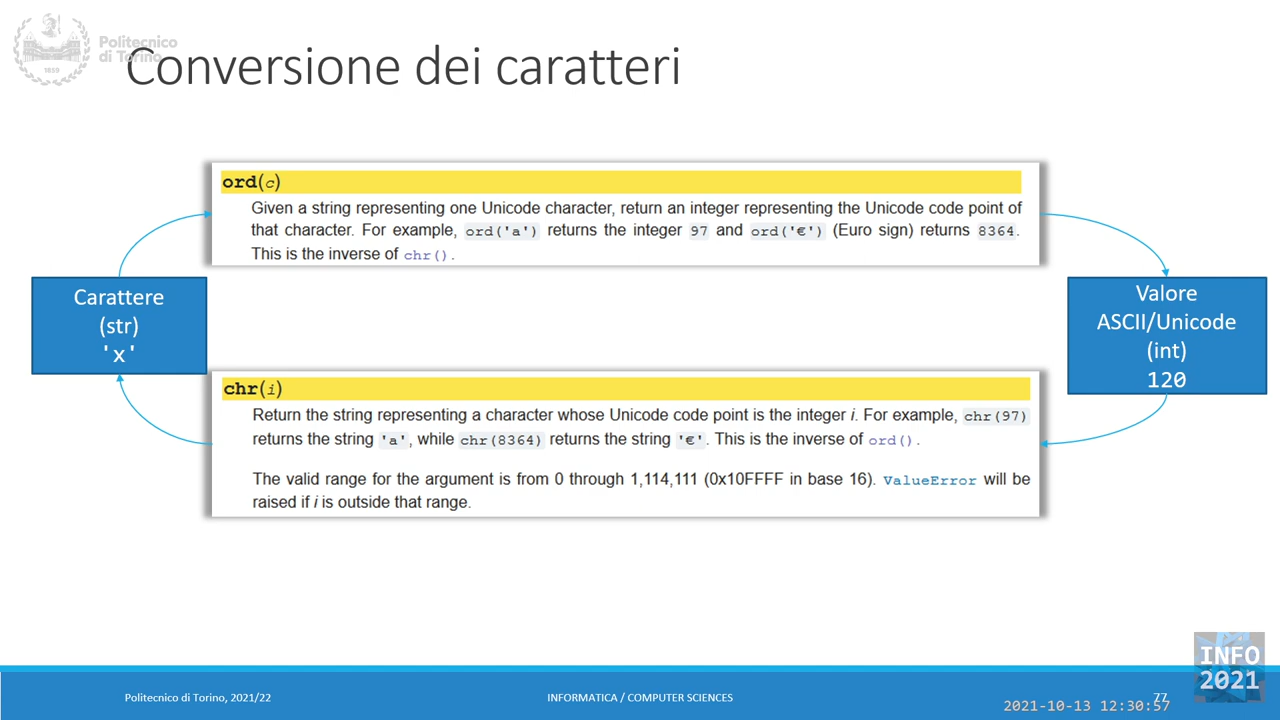 Politecnico
di Torino
1859
Conversione dei caratteri
ord(c)
Given a string representing one Unicode character, return an integer representing the Unicode code point of
that character. For example, ord('a') returns the integer 97 and ord('€') (Euro sign) returns 8364.
This is the inverse of chr().
Carattere
(str)
'x'
Valore
ASCII/Unicode
(int)
120
chr(i)
Return the string representing a character whose Unicode code point is the integer i. For example, chr(97)
returns the string 'a', while chr(8364) returns the string '€'. This is the inverse of ord().
The valid range for the argument is from 0 through 1,114,111 (0x10FFFF in base 16). ValueError will be
raised if i is outside that range.
INFO
2021
Politecnico di Torino, 2021/22
INFORMATICA / COMPUTER SCIENCES
77
2021-10-13 12:30:57